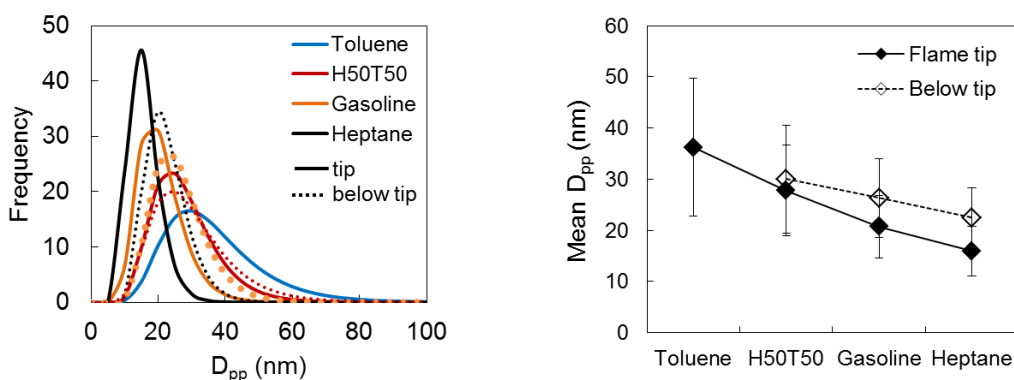 50
40
30
20
10
0
Frequency
Toluene
H50T50
Gasoline
Heptane
tip
below tip
0 20 40 60 80 100
Dpp (nm)
60
50
40
30
20
10
0
Mean Dpp (nm)
Flame tip
Below tip
Toluene H50T50 Gasoline Heptane